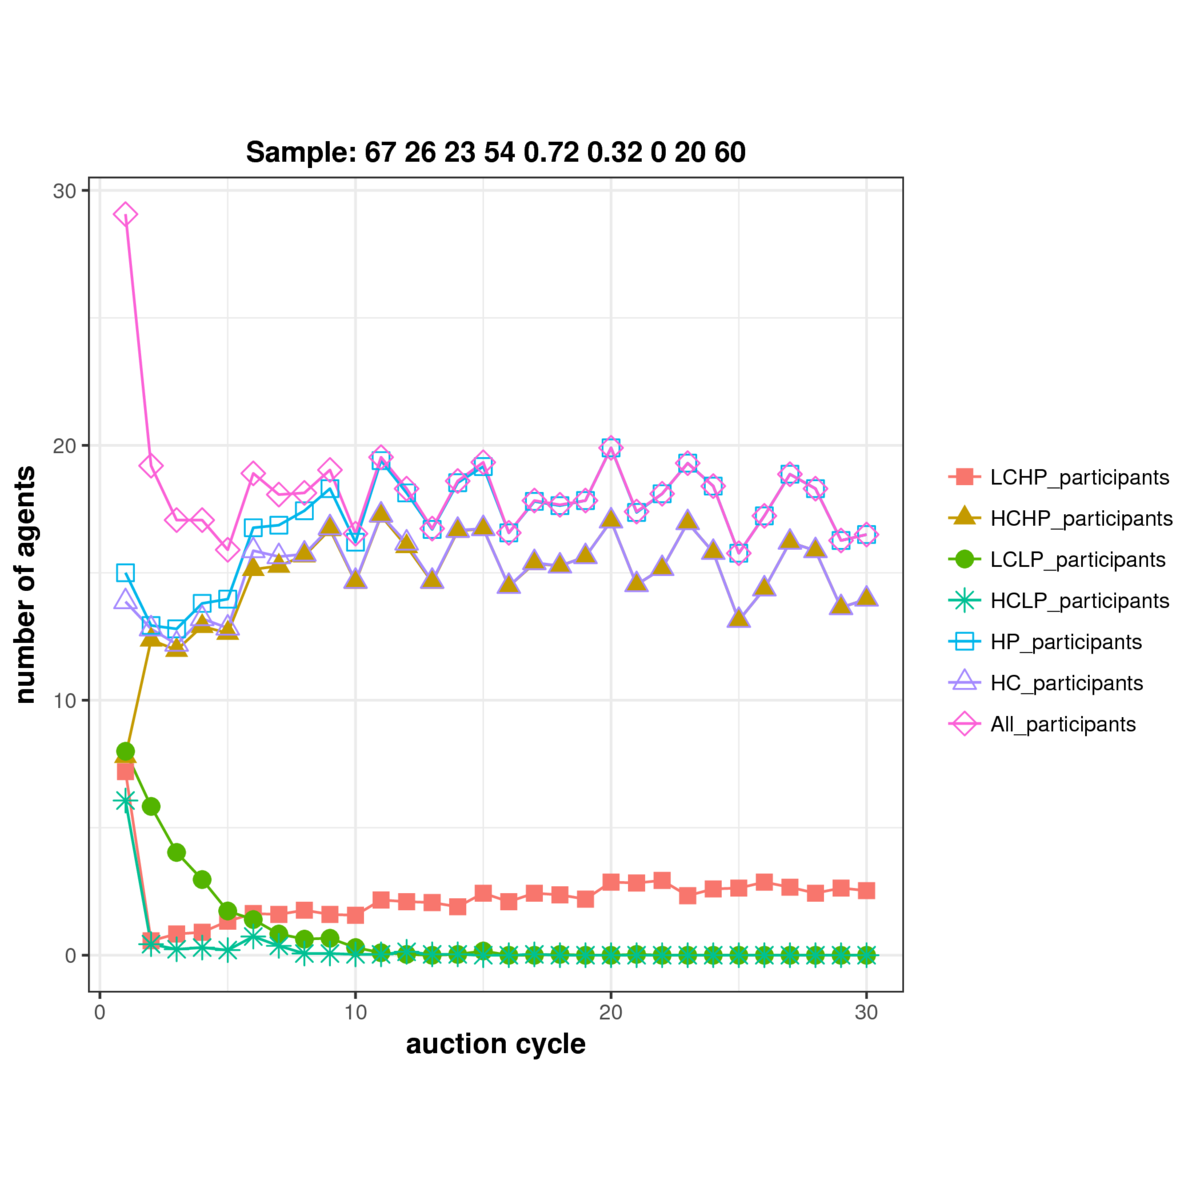 Sample: 67 26 23 54 0.72 0.32 0 20 60
number of agents
30
20
10
0
0 10 20 30
auction cycle
LCHP_participants
HCHP_participants
LCLP_participants
HCLP_participants
HP_participants
HC_participants
All_participants